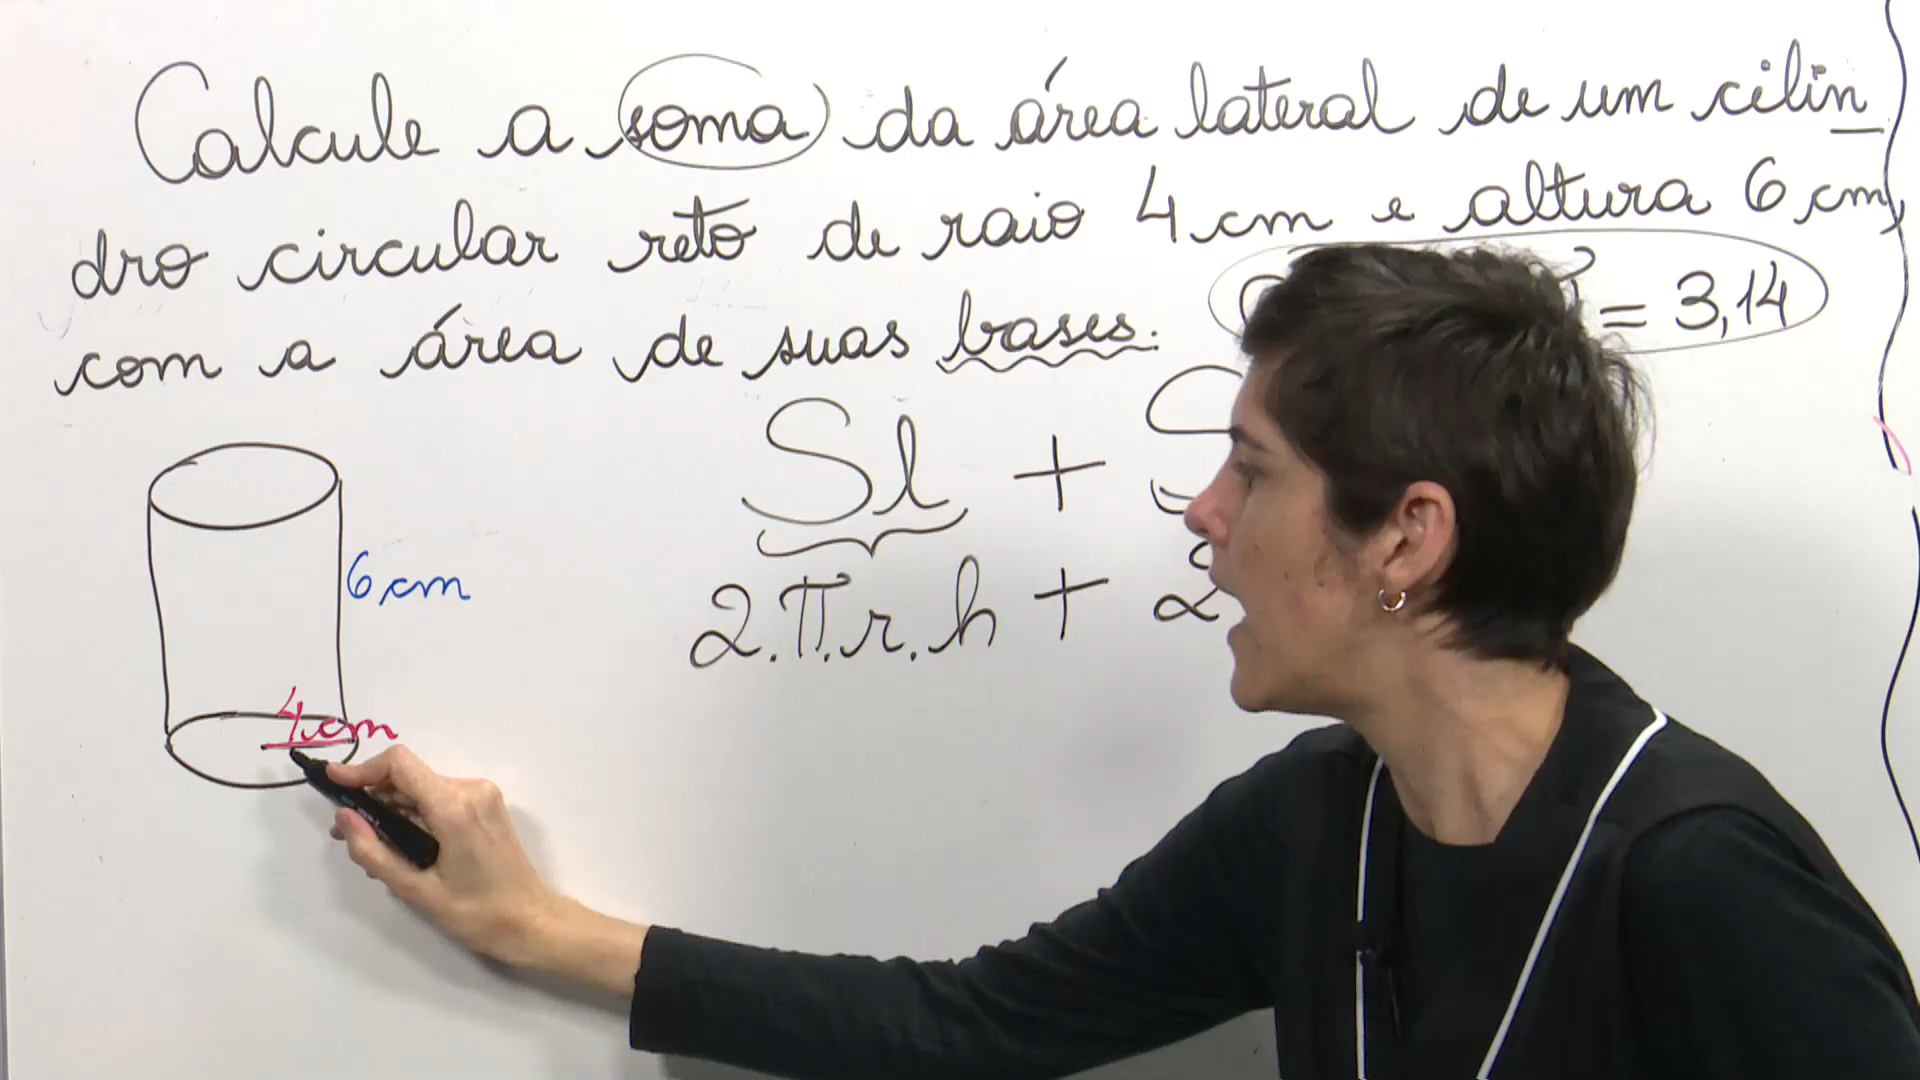 Calcule a soma da área lateral de um cilin
dro circular reto de raio 4 cm e altura 6 cm,
com a área de suas bases. = 3,14
Sl + S
2.π.r.h + 2
6 cm
4 cm